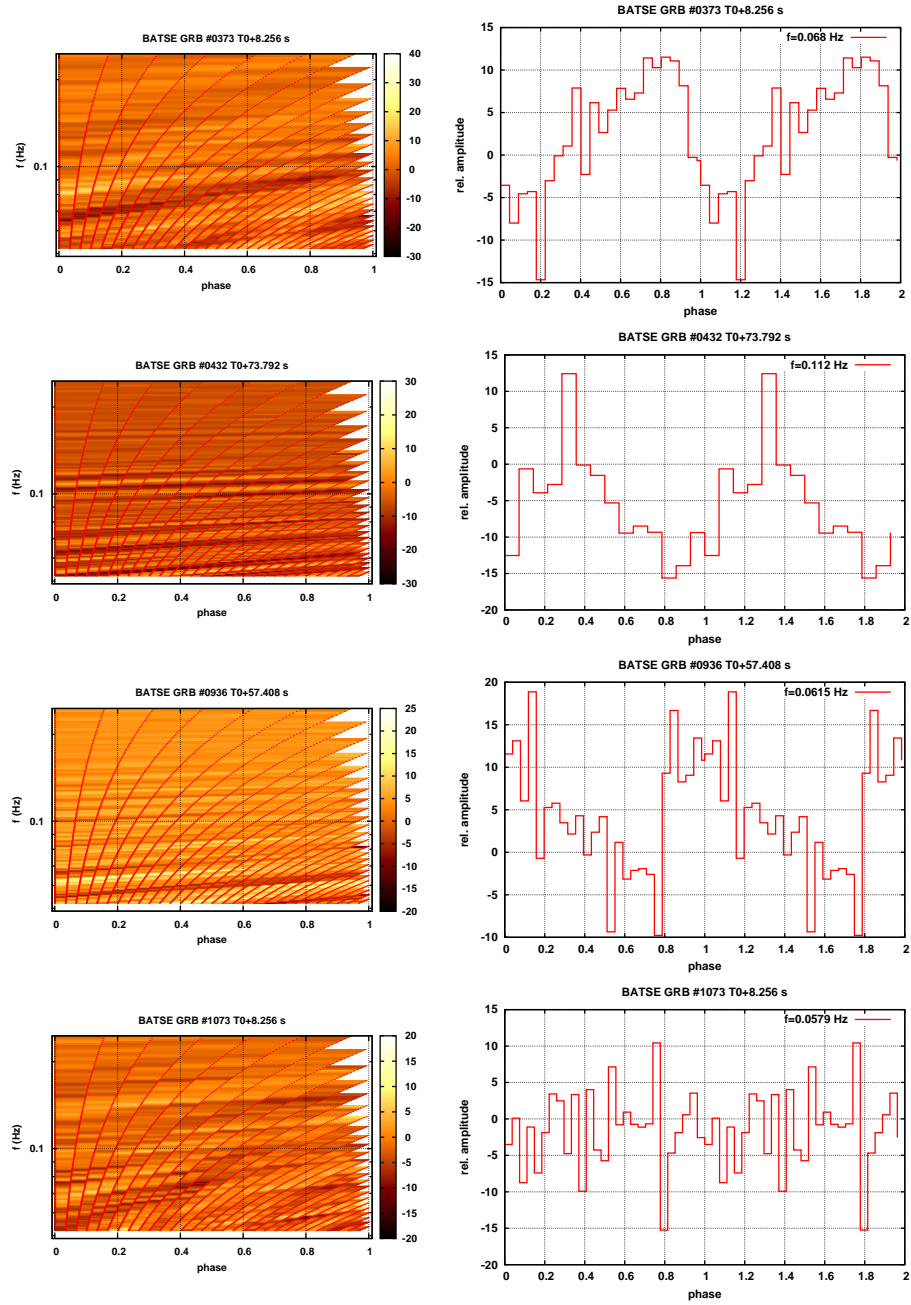 BATSE GRB #0373 T0+8.256 s
f (Hz)
0.1
0 0.2 0.4 0.6 0.8 1
phase
40
30
20
10
0
-10
-20
-30
BATSE GRB #0373 T0+8.256 s
f=0.068 Hz
rel. amplitude
15
10
5
0
-5
-10
-15
0 0.2 0.4 0.6 0.8 1 1.2 1.4 1.6 1.8 2
phase
BATSE GRB #0432 T0+73.792 s
f (Hz)
0.1
0 0.2 0.4 0.6 0.8 1
phase
30
20
10
0
-10
-20
-30
BATSE GRB #0432 T0+73.792 s
f=0.112 Hz
rel. amplitude
15
10
5
0
-5
-10
-15
-20
0 0.2 0.4 0.6 0.8 1 1.2 1.4 1.6 1.8 2
phase
BATSE GRB #0936 T0+57.408 s
f (Hz)
0.1
0 0.2 0.4 0.6 0.8 1
phase
25
20
15
10
5
0
-5
-10
-15
-20
BATSE GRB #0936 T0+57.408 s
f=0.0615 Hz
rel. amplitude
20
15
10
5
0
-5
-10
0 0.2 0.4 0.6 0.8 1 1.2 1.4 1.6 1.8 2
phase
BATSE GRB #1073 T0+8.256 s
f (Hz)
0.1
0 0.2 0.4 0.6 0.8 1
phase
20
15
10
5
0
-5
-10
-15
-20
BATSE GRB #1073 T0+8.256 s
f=0.0579 Hz
rel. amplitude
15
10
5
0
-5
-10
-15
-20
0 0.2 0.4 0.6 0.8 1 1.2 1.4 1.6 1.8 2
phase